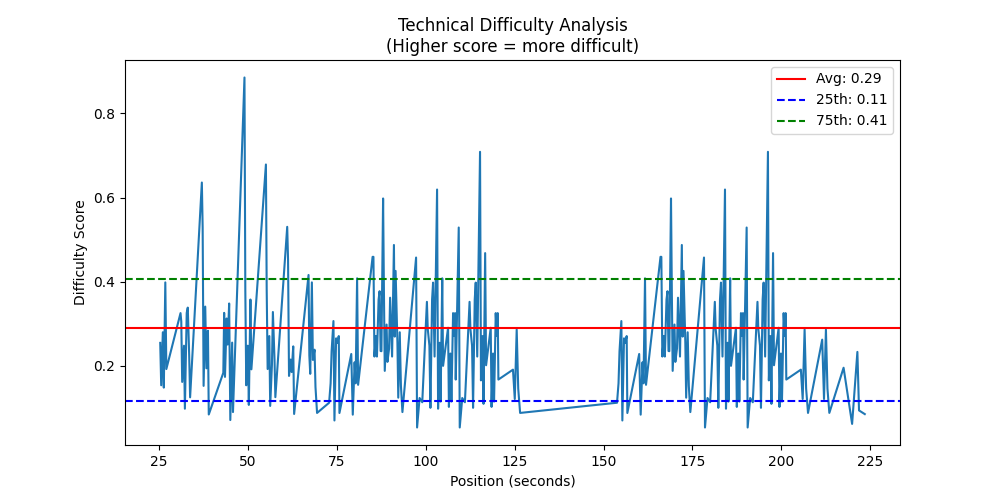 Technical Difficulty Analysis
(Higher score = more difficult)
Avg: 0.29
25th: 0.11
75th: 0.41
Difficulty Score
0.8
0.6
0.4
0.2
25 50 75 100 125 150 175 200 225
Position (seconds)